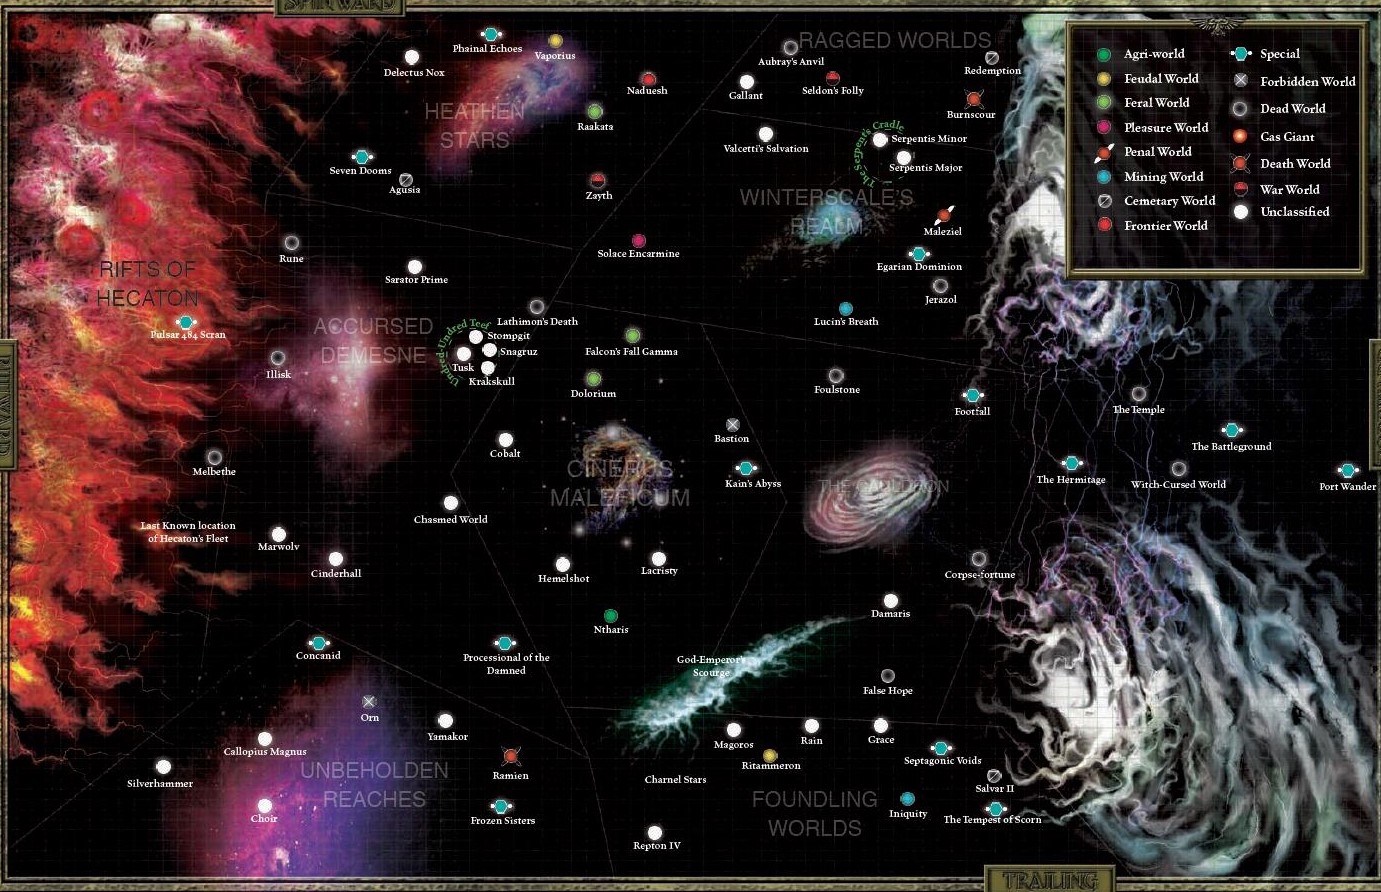 SPINWARD
Phainal Echoes
Vaporius
Delectus Nox
HEATHEN
STARS
Naduesh
Raakata
Seven Dooms
Agusia
Zayth
RAGGED WORLDS
Aubray's Anvil
Redemption
Gallant
Seldon's Folly
Burnscour
Valcetti's Salvation
The Serpent's Cradle
Serpentis Minor
Serpentis Major
WINTERSCALE'S
REALM
Maleziel
Egarian Dominion
Jerazol
Lucin's Breath
Agri-world
Feudal World
Feral World
Pleasure World
Penal World
Mining World
Cemetary World
Frontier World
Special
Forbidden World
Dead World
Gas Giant
Death World
War World
Unclassified
RIFTS OF
HECATON
Pulsar 484 Scran
Rune
Sarator Prime
Solace Encarmine
ACCURSED
DEMESNE
Illisk
Lathimon's Death
Undred-Undred Teef
Stompgit
Snagruz
Tusk
Krakskull
Falcon's Fall Gamma
Dolorium
Foulstone
Footfall
The Temple
The Battleground
Bastion
Kain's Abyss
Cobalt
CINERUS
MALEFICUM
THE CAULDRON
The Hermitage
Witch-Cursed World
Port Wander
Melbethe
Chasmed World
Last Known location
of Hecaton's Fleet
Marwolv
Cinderhall
Hemelshot
Lacristy
Corpse-fortune
Ntharis
Damaris
Concanid
Processional of the
Damned
God-Emperor's
Scourge
False Hope
Orn
Yamakor
Callopius Magnus
Silverhammer
UNBEHOLDEN
REACHES
Choir
Ramien
Frozen Sisters
Magoros
Rain
Grace
Ritammeron
Septagonic Voids
Charnel Stars
Salvar II
FOUNDLING
WORLDS
Iniquity
The Tempest of Scorn
Repton IV
TRAILING